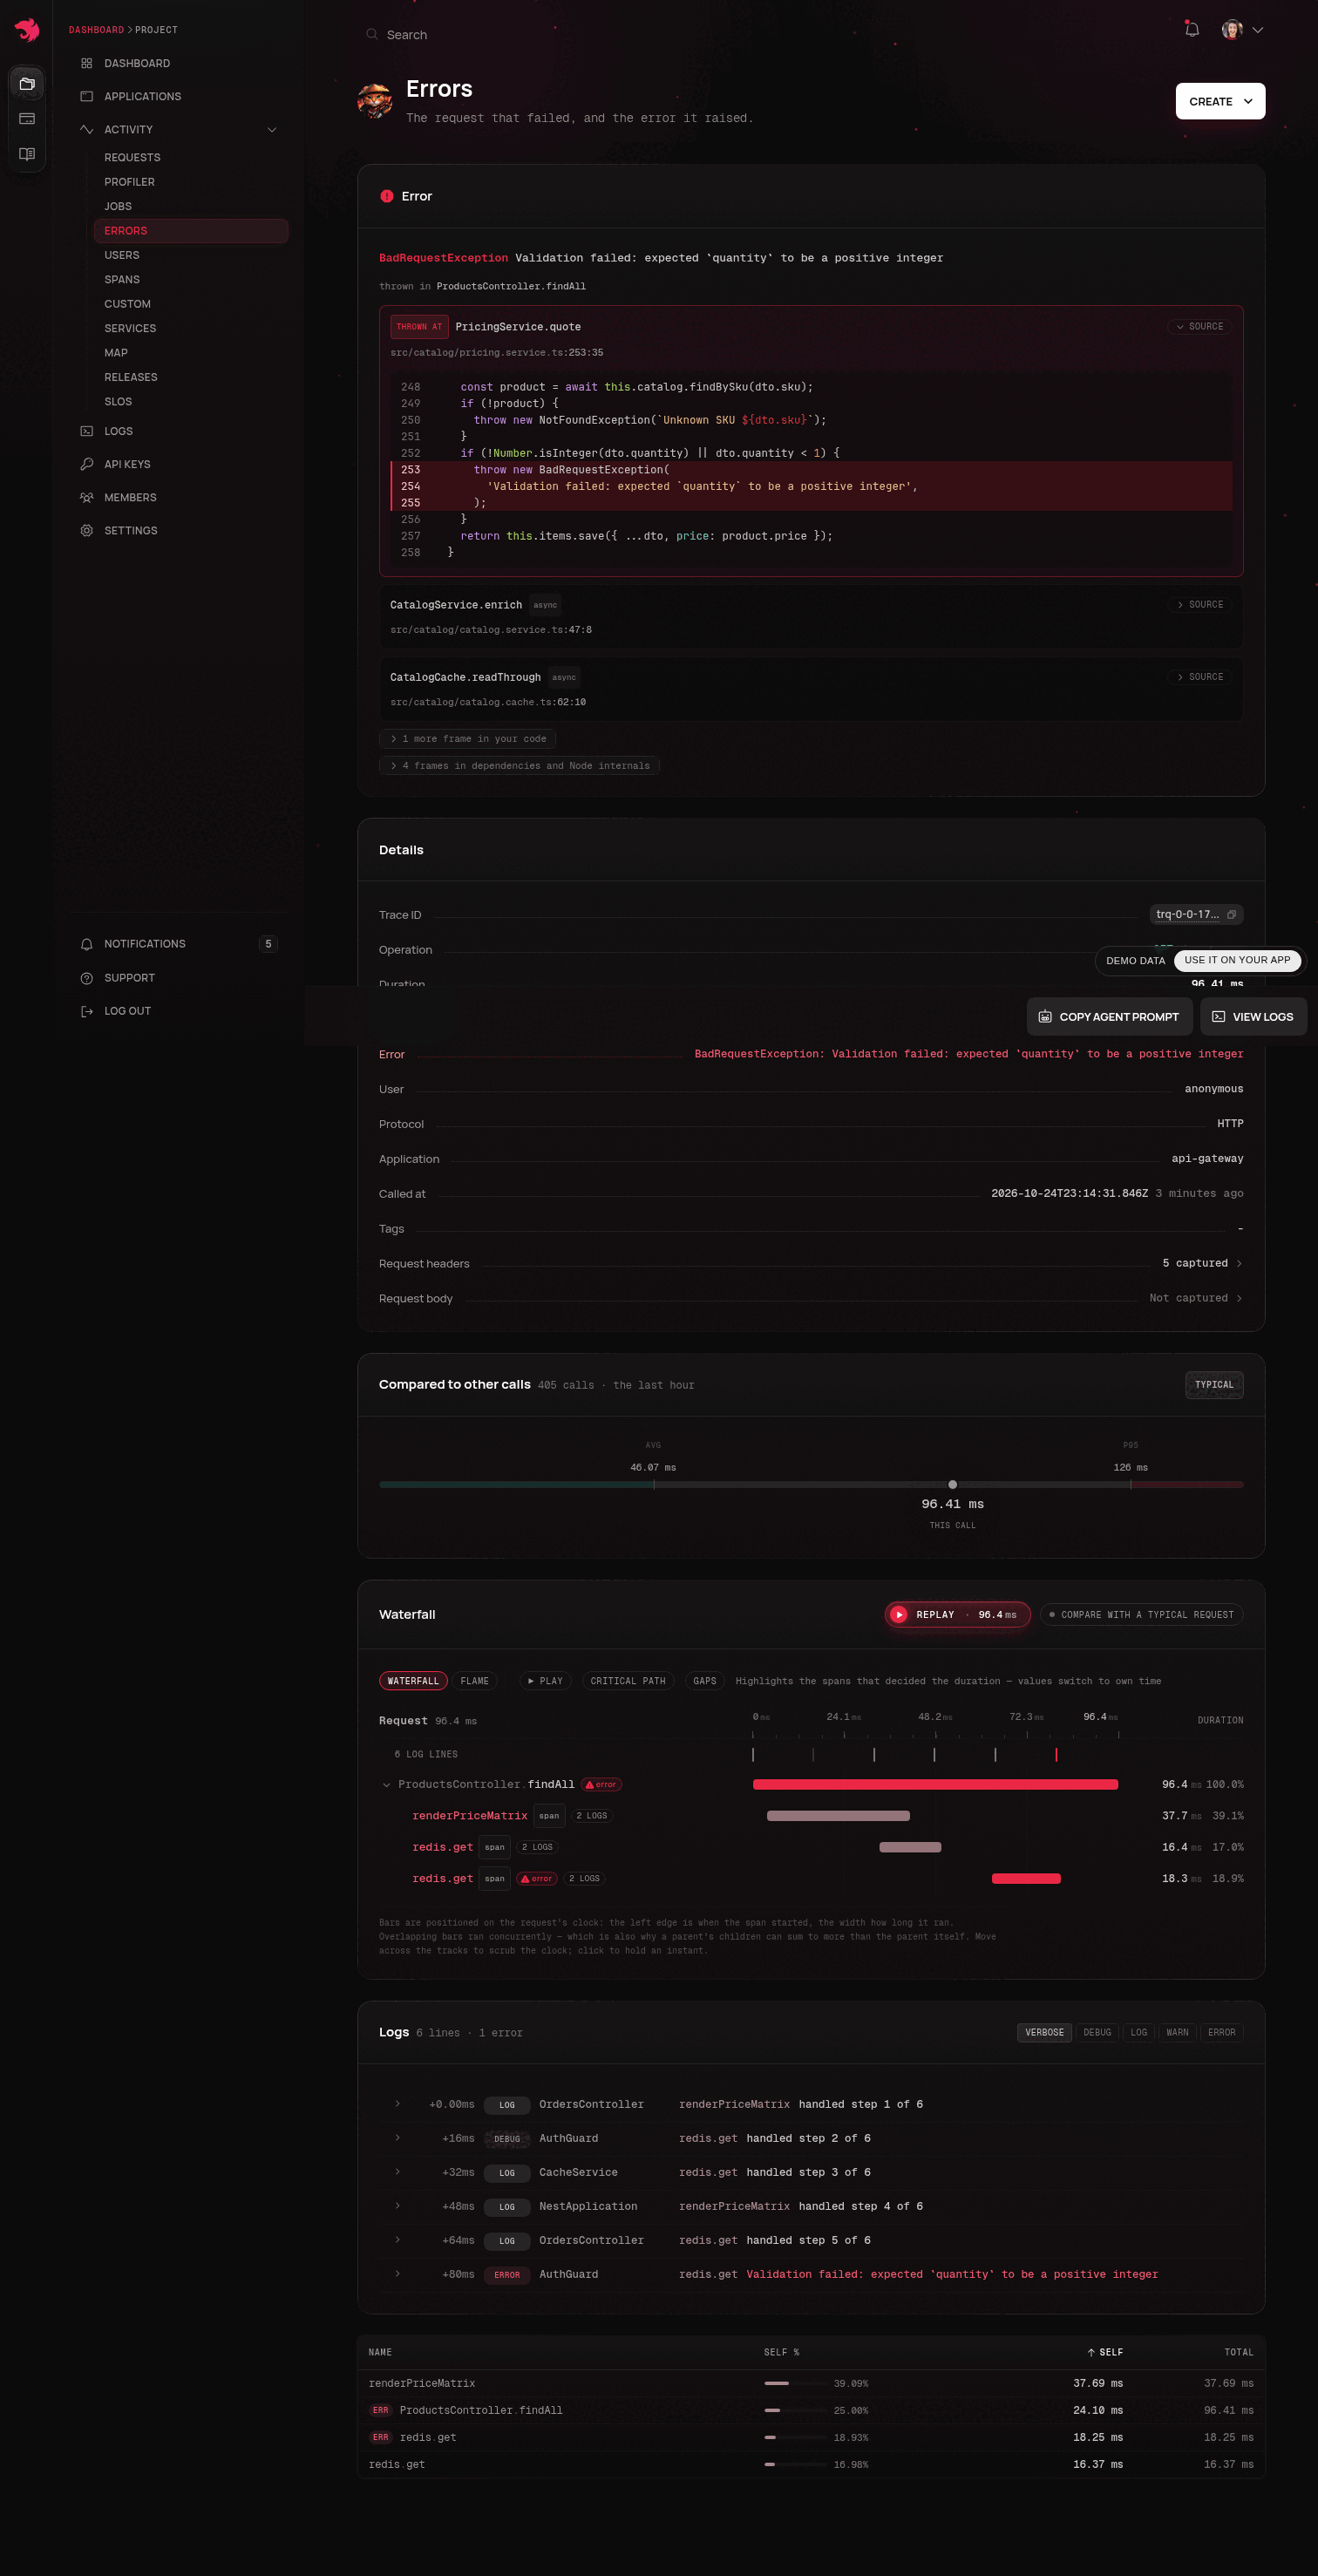 DASHBOARD > PROJECT
DASHBOARD
APPLICATIONS
ACTIVITY
REQUESTS
PROFILER
JOBS
ERRORS
USERS
SPANS
CUSTOM
SERVICES
MAP
RELEASES
SLOS
LOGS
API KEYS
MEMBERS
SETTINGS
NOTIFICATIONS 5
SUPPORT
LOG OUT
Search
Errors
The request that failed, and the error it raised.
CREATE
Error
BadRequestException Validation failed: expected `quantity` to be a positive integer
thrown in ProductsController.findAll
THROWN AT PricingService.quote SOURCE
src/catalog/pricing.service.ts:253:35
248 const product = await this.catalog.findBySku(dto.sku);
249 if (!product) {
250 throw new NotFoundException(`Unknown SKU ${dto.sku}`);
251 }
252 if (!Number.isInteger(dto.quantity) || dto.quantity < 1) {
253 throw new BadRequestException(
254 'Validation failed: expected `quantity` to be a positive integer',
255 );
256 }
257 return this.items.save({ ...dto, price: product.price });
258 }
CatalogService.enrich async SOURCE
src/catalog/catalog.service.ts:47:8
CatalogCache.readThrough async SOURCE
src/catalog/catalog.cache.ts:62:10
1 more frame in your code
4 frames in dependencies and Node internals
Details
Trace ID trq-0-0-17...
Operation
DEMO DATA USE IT ON YOUR APP
Duration 96.41 ms
COPY AGENT PROMPT VIEW LOGS
Error BadRequestException: Validation failed: expected `quantity` to be a positive integer
User anonymous
Protocol HTTP
Application api-gateway
Called at 2026-10-24T23:14:31.846Z 3 minutes ago
Tags -
Request headers 5 captured
Request body Not captured
Compared to other calls 405 calls · the last hour TYPICAL
AVG P95
46.07 ms 126 ms
96.41 ms
THIS CALL
Waterfall REPLAY · 96.4 ms COMPARE WITH A TYPICAL REQUEST
WATERFALL FLAME PLAY CRITICAL PATH GAPS Highlights the spans that decided the duration — values switch to own time
Request 96.4 ms 0 ms 24.1 ms 48.2 ms 72.3 ms 96.4 ms DURATION
6 LOG LINES
ProductsController.findAll error 96.4 ms 100.0%
renderPriceMatrix span 2 LOGS 37.7 ms 39.1%
redis.get span 2 LOGS 16.4 ms 17.0%
redis.get span error 2 LOGS 18.3 ms 18.9%
Bars are positioned on the request's clock: the left edge is when the span started, the width how long it ran.
Overlapping bars ran concurrently — which is also why a parent's children can sum to more than the parent itself. Move
across the tracks to scrub the clock; click to hold an instant.
Logs 6 lines · 1 error VERBOSE DEBUG LOG WARN ERROR
+0.00ms LOG OrdersController renderPriceMatrix handled step 1 of 6
+16ms DEBUG AuthGuard redis.get handled step 2 of 6
+32ms LOG CacheService redis.get handled step 3 of 6
+48ms LOG NestApplication renderPriceMatrix handled step 4 of 6
+64ms LOG OrdersController redis.get handled step 5 of 6
+80ms ERROR AuthGuard redis.get Validation failed: expected `quantity` to be a positive integer
NAME SELF % ↑ SELF TOTAL
renderPriceMatrix 39.09% 37.69 ms 37.69 ms
ERR ProductsController.findAll 25.00% 24.10 ms 96.41 ms
ERR redis.get 18.93% 18.25 ms 18.25 ms
redis.get 16.98% 16.37 ms 16.37 ms